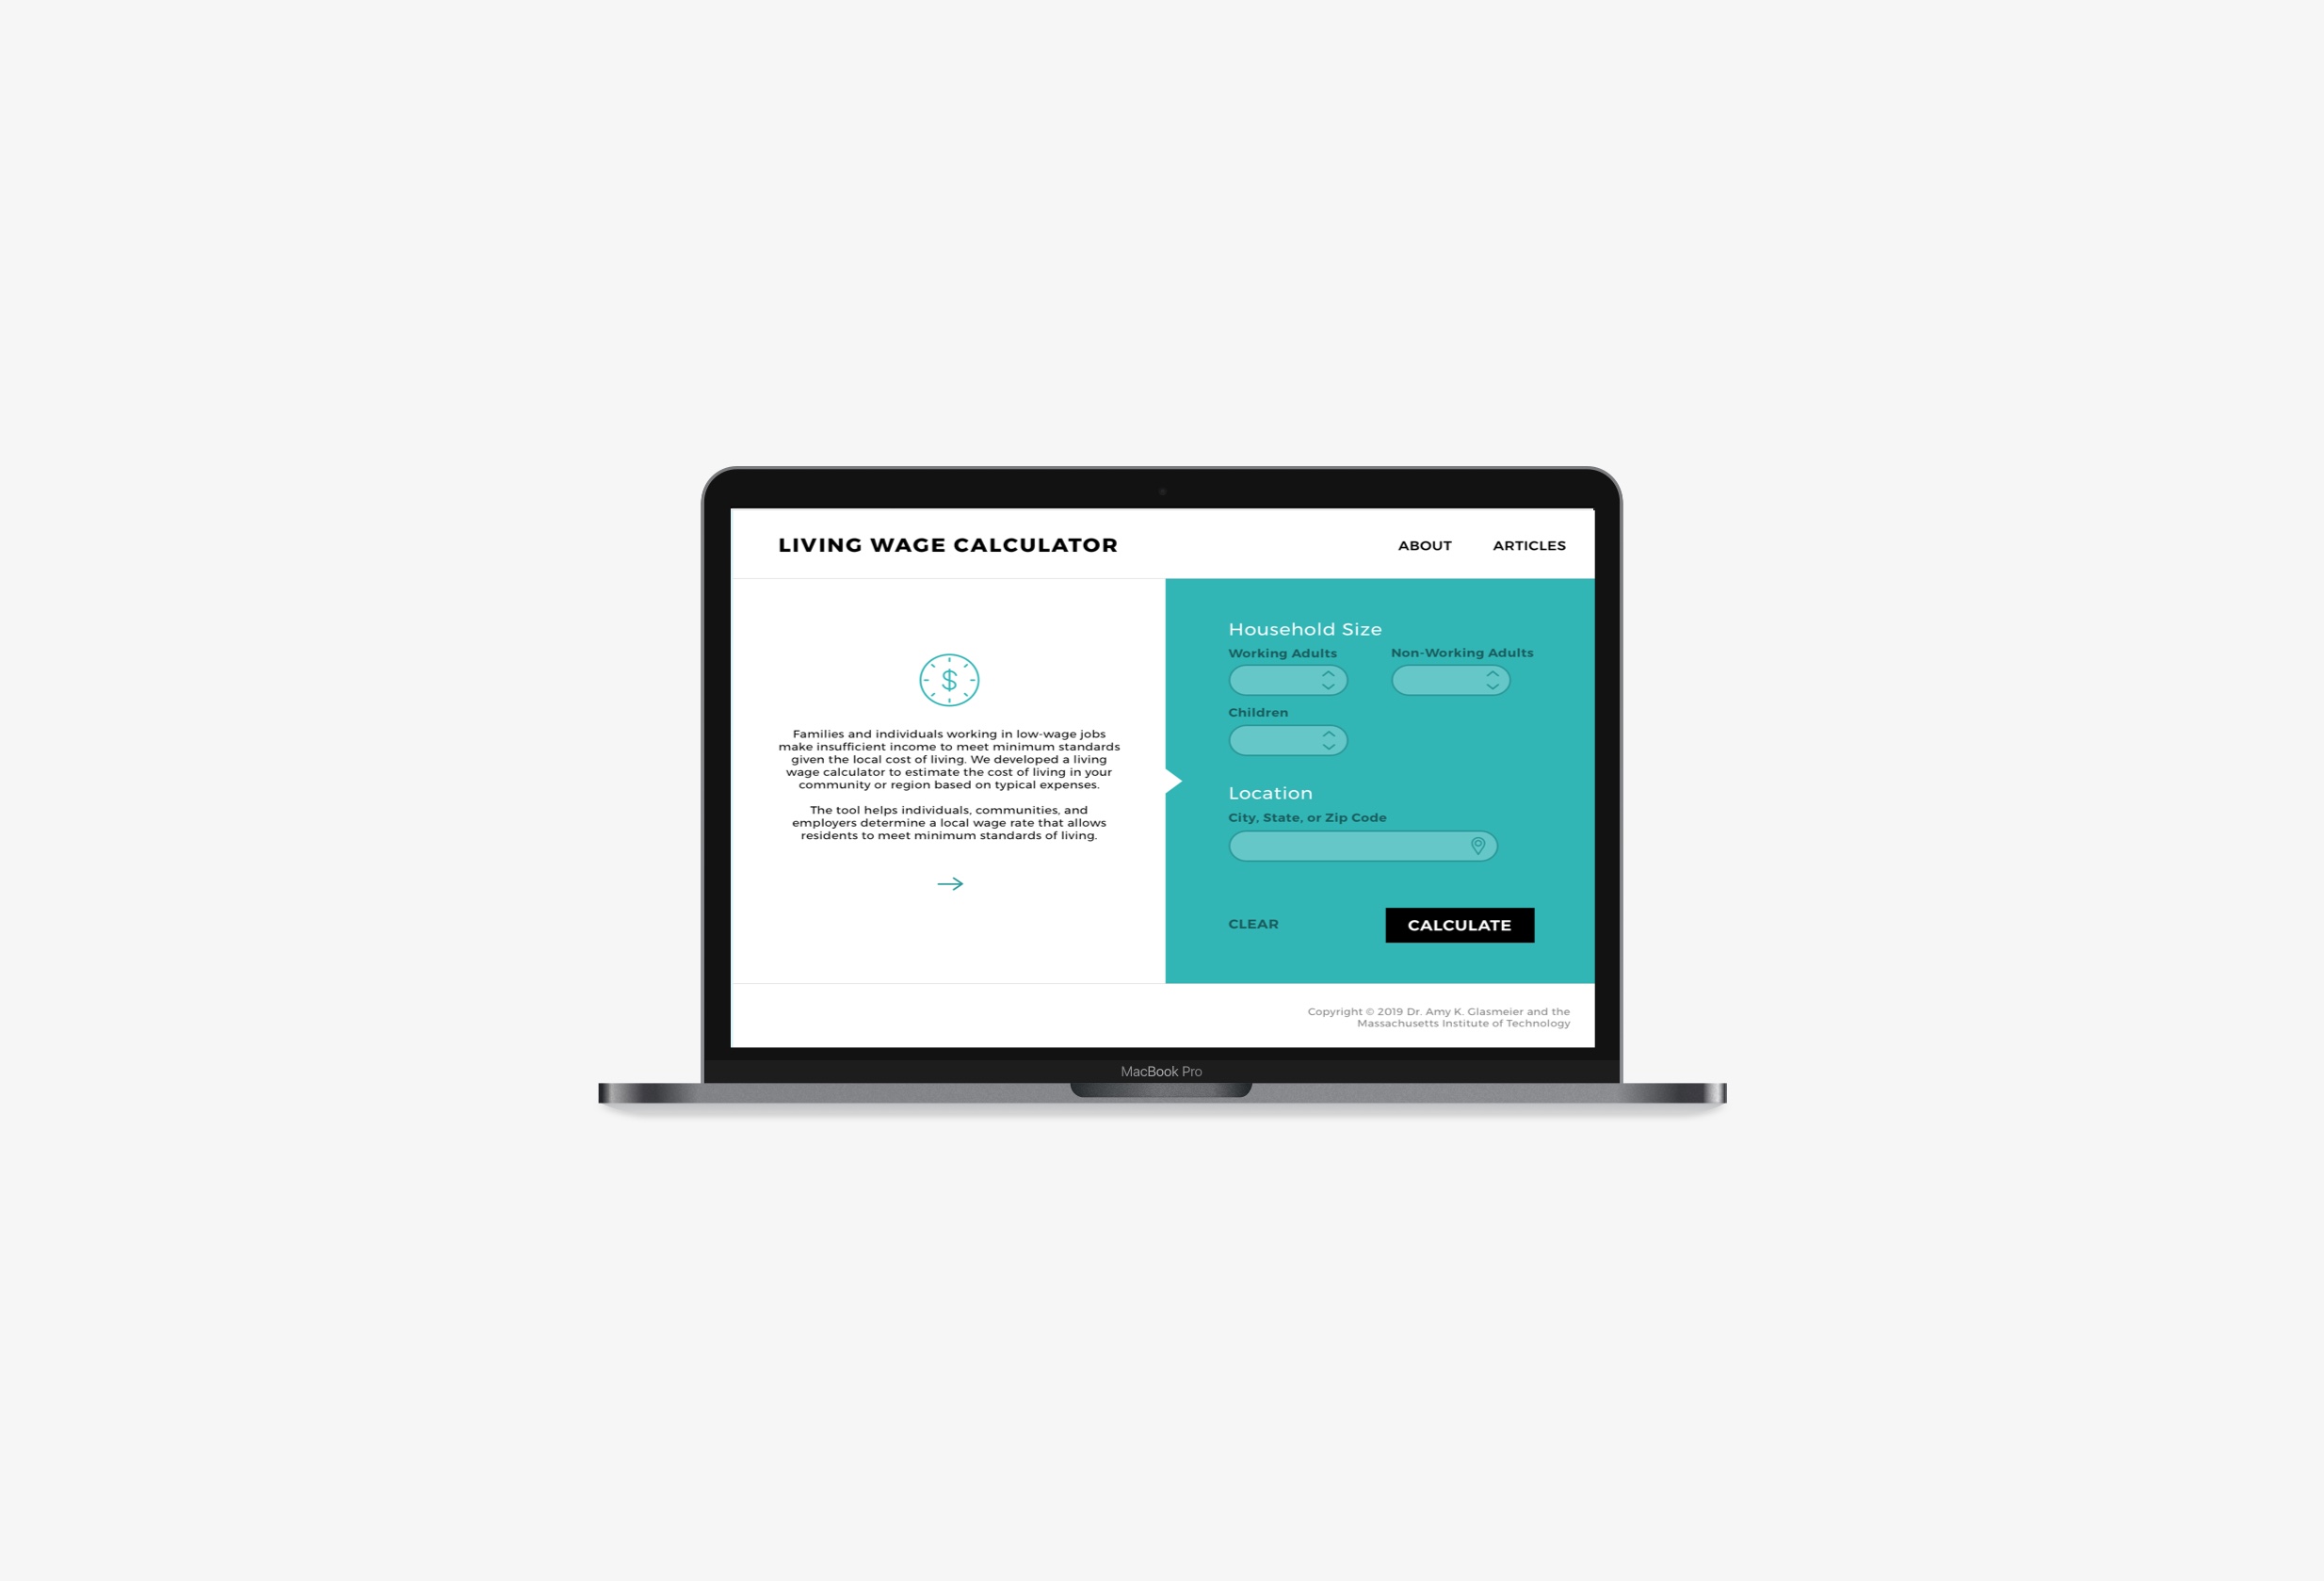 LIVING WAGE CALCULATOR
ABOUT
ARTICLES
$
Families and individuals working in low-wage jobs
make insufficient income to meet minimum standards
given the local cost of living. We developed a living
wage calculator to estimate the cost of living in your
community or region based on typical expenses.
The tool helps individuals, communities, and
employers determine a local wage rate that allows
residents to meet minimum standards of living.
Household Size
Working Adults
Non-Working Adults
Children
Location
City, State, or Zip Code
CLEAR
CALCULATE
Copyright © 2019 Dr. Amy K. Glasmeier and the
Massachusetts Institute of Technology
MacBook Pro